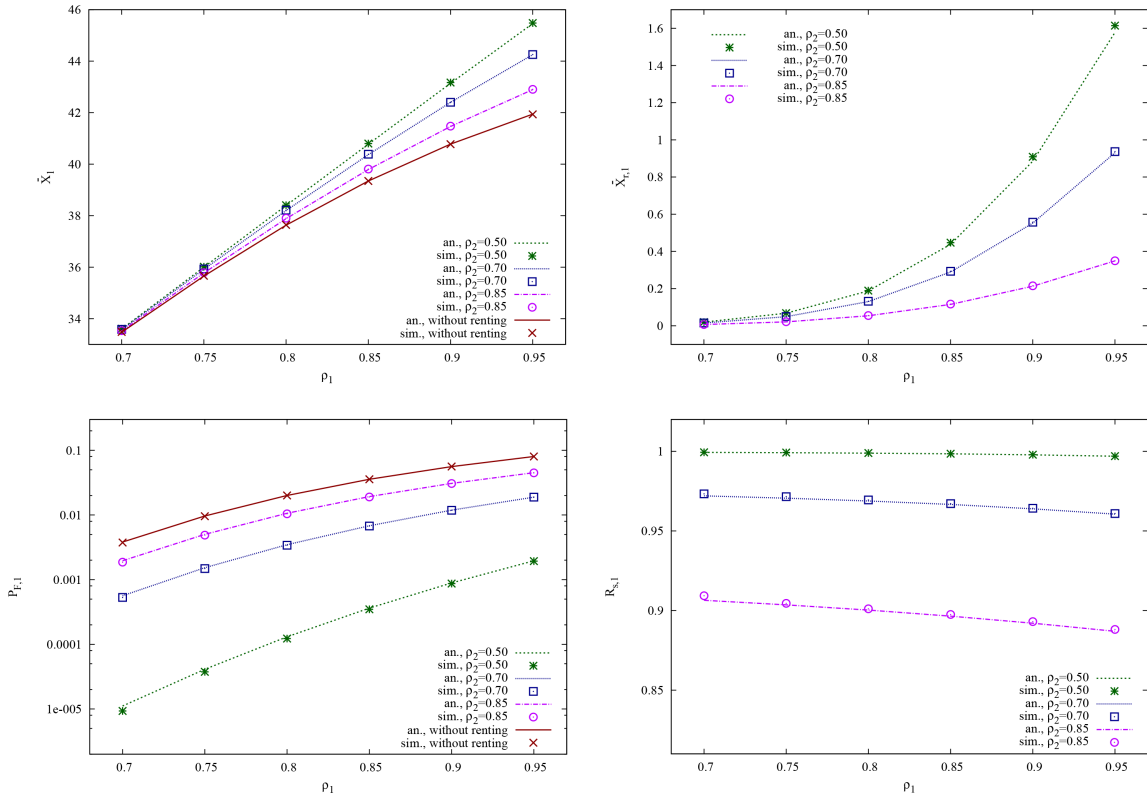 46
44
42
40
38
36
34
X̄1
an., ρ2=0.50
sim., ρ2=0.50
an., ρ2=0.70
sim., ρ2=0.70
an., ρ2=0.85
sim., ρ2=0.85
an., without renting
sim., without renting
0.7 0.75 0.8 0.85 0.9 0.95
ρ1
1.6
1.4
1.2
1
0.8
0.6
0.4
0.2
0
X̄r,1
an., ρ2=0.50
sim., ρ2=0.50
an., ρ2=0.70
sim., ρ2=0.70
an., ρ2=0.85
sim., ρ2=0.85
0.7 0.75 0.8 0.85 0.9 0.95
ρ1
0.1
0.01
0.001
0.0001
1e-005
PF,1
an., ρ2=0.50
sim., ρ2=0.50
an., ρ2=0.70
sim., ρ2=0.70
an., ρ2=0.85
sim., ρ2=0.85
an., without renting
sim., without renting
0.7 0.75 0.8 0.85 0.9 0.95
ρ1
1
0.95
0.9
0.85
Rs,1
an., ρ2=0.50
sim., ρ2=0.50
an., ρ2=0.70
sim., ρ2=0.70
an., ρ2=0.85
sim., ρ2=0.85
0.7 0.75 0.8 0.85 0.9 0.95
ρ1